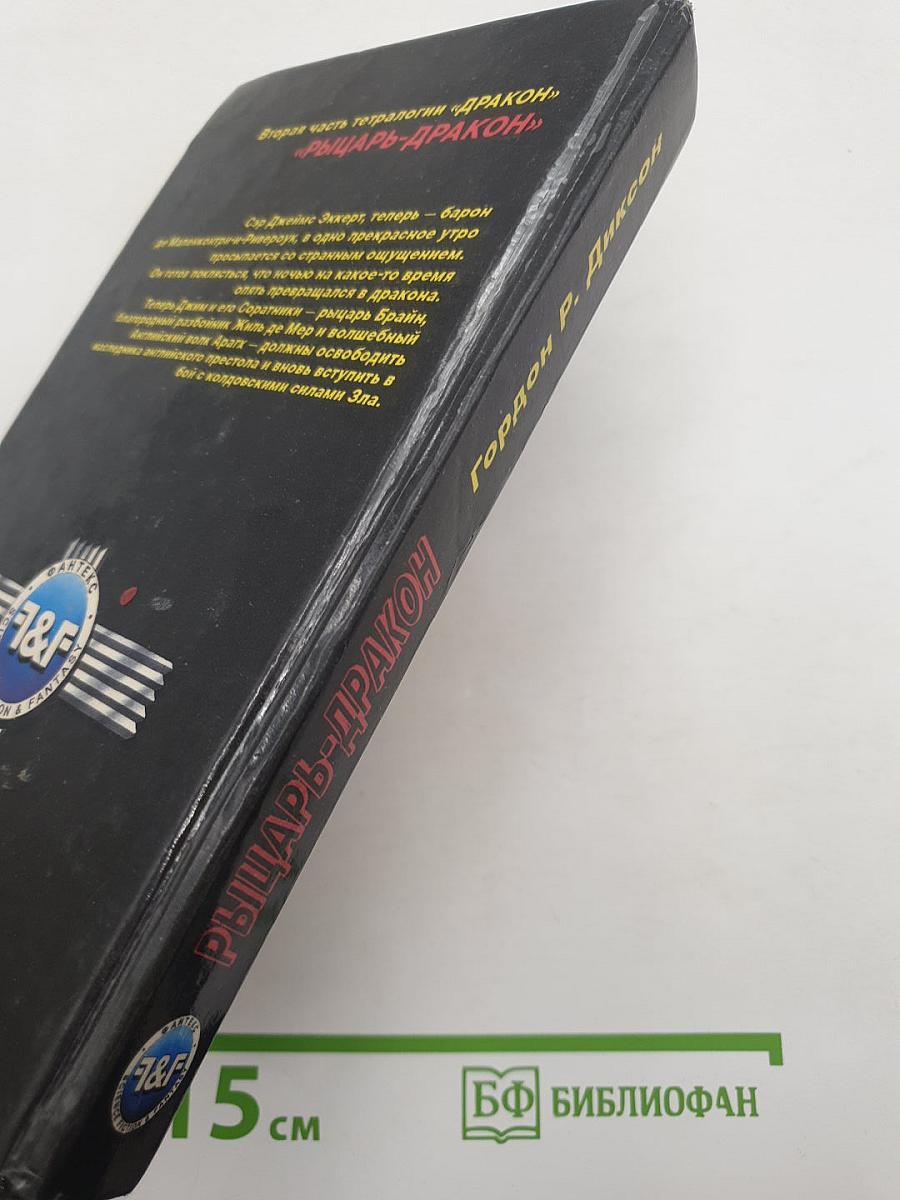 Вторая часть тетралогии «ДРАКОН»
«РЫЦАРЬ-ДРАКОН»
Сэр Джеймс Эккерт, теперь — барон
де Маленконтри-и-Ривероук, в одно прекрасное утро
просыпается со странным ощущением.
Он готов поклясться, что ночью на какое-то время
опять превращался в дракона.
Теперь Джим и его Соратники — рыцарь Брайн,
благородный разбойник Жиль де Мер и волшебный
Английский волк Арагх — должны освободить
наследника английского престола и вновь вступить в
бой с колдовскими силами Зла.
ФАНТЕКС
F&F
& FANTASY
Гордон Р. Диксон
РЫЦАРЬ-ДРАКОН
ФАНТЕКС
F&F
& FANTASY
15 см
БФ БИБЛИОФАН